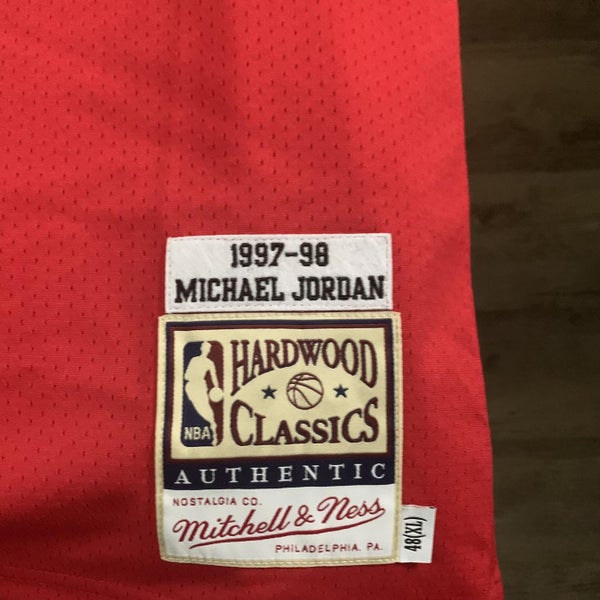 1997-98
MICHAEL JORDAN
HARDWOOD
NBA
CLASSICS
AUTHENTIC
NOSTALGIA CO.
Mitchell & Ness
PHILADELPHIA, PA.
48(XL)